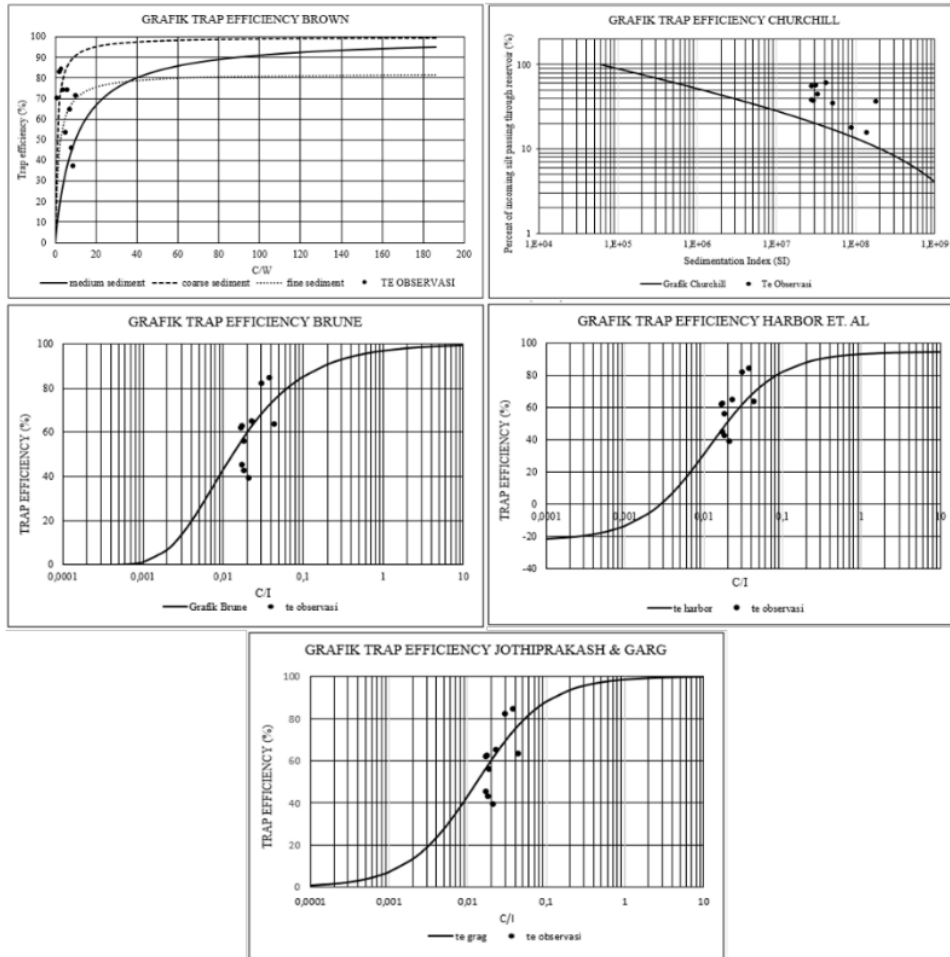 GRAFIK TRAP EFFICIENCY BROWN
Trap efficiency (%)
100
90
80
70
60
50
40
30
20
10
0
0 20 40 60 80 100 120 140 160 180 200
C/W
medium sediment coarse sediment fine sediment TE OBSERVASI
GRAFIK TRAP EFFICIENCY CHURCHILL
Percent of incoming silt passing through reservoir (%)
100
10
1
1,E+04 1,E+05 1,E+06 1,E+07 1,E+08 1,E+09
Sedimentation Index (SI)
Grafik Churchill Te Observasi
GRAFIK TRAP EFFICIENCY BRUNE
TRAP EFFICIENCY (%)
100
80
60
40
20
0
0,0001 0,001 0,01 0,1 1 10
C/I
Grafik Brune te observasi
GRAFIK TRAP EFFICIENCY HARBOR ET. AL
TRAP EFFICIENCY (%)
100
80
60
40
20
0
-20
-40
0,0001 0,001 0,01 0,1 1 10
C/I
te harbor te observasi
GRAFIK TRAP EFFICIENCY JOTHIPRAKASH & GARG
TRAP EFFICIENCY (%)
100
80
60
40
20
0
0,0001 0,001 0,01 0,1 1 10
C/I
te grag te observasi